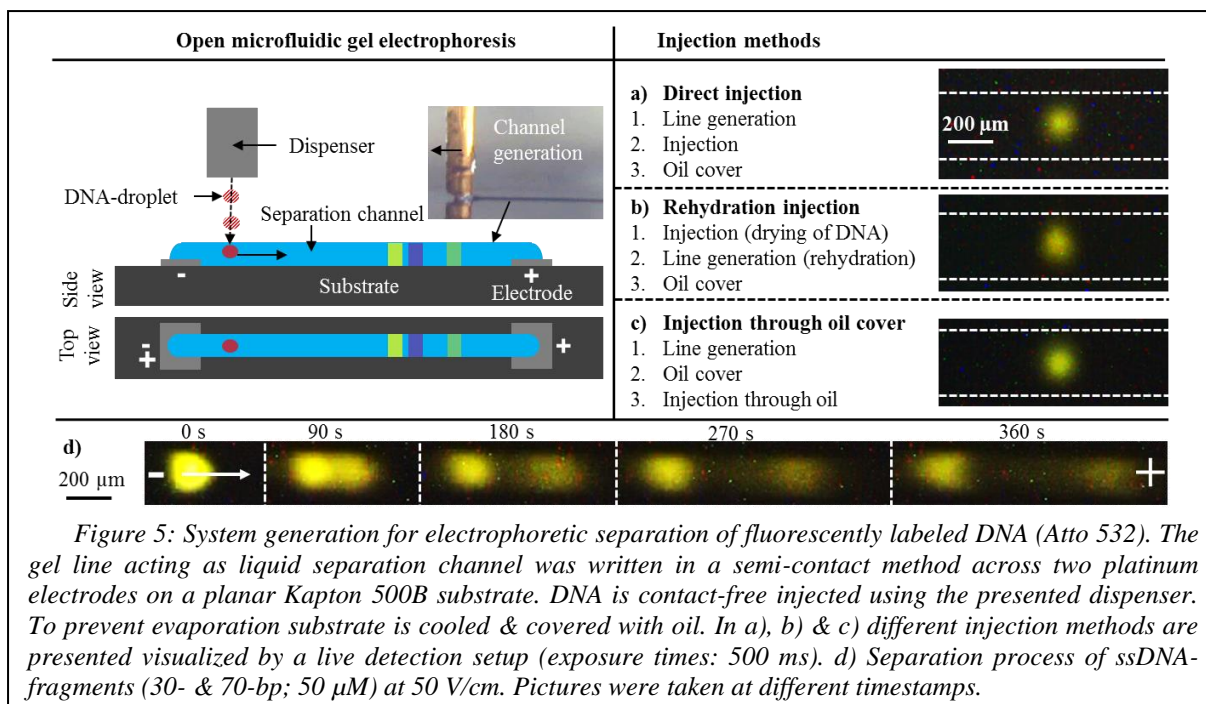 Open microfluidic gel electrophoresis
Dispenser
DNA-droplet
Channel
generation
Separation channel
Side
view
-
Substrate
+
Electrode
Top
view
-
+
+
Injection methods
a) Direct injection
1. Line generation
2. Injection
3. Oil cover
200 µm
b) Rehydration injection
1. Injection (drying of DNA)
2. Line generation (rehydration)
3. Oil cover
c) Injection through oil cover
1. Line generation
2. Oil cover
3. Injection through oil
d)
0 s 90 s 180 s 270 s 360 s
200 µm
- +
Figure 5: System generation for electrophoretic separation of fluorescently labeled DNA (Atto 532). The
gel line acting as liquid separation channel was written in a semi-contact method across two platinum
electrodes on a planar Kapton 500B substrate. DNA is contact-free injected using the presented dispenser.
To prevent evaporation substrate is cooled & covered with oil. In a), b) & c) different injection methods are
presented visualized by a live detection setup (exposure times: 500 ms). d) Separation process of ssDNA-
fragments (30- & 70-bp; 50 µM) at 50 V/cm. Pictures were taken at different timestamps.